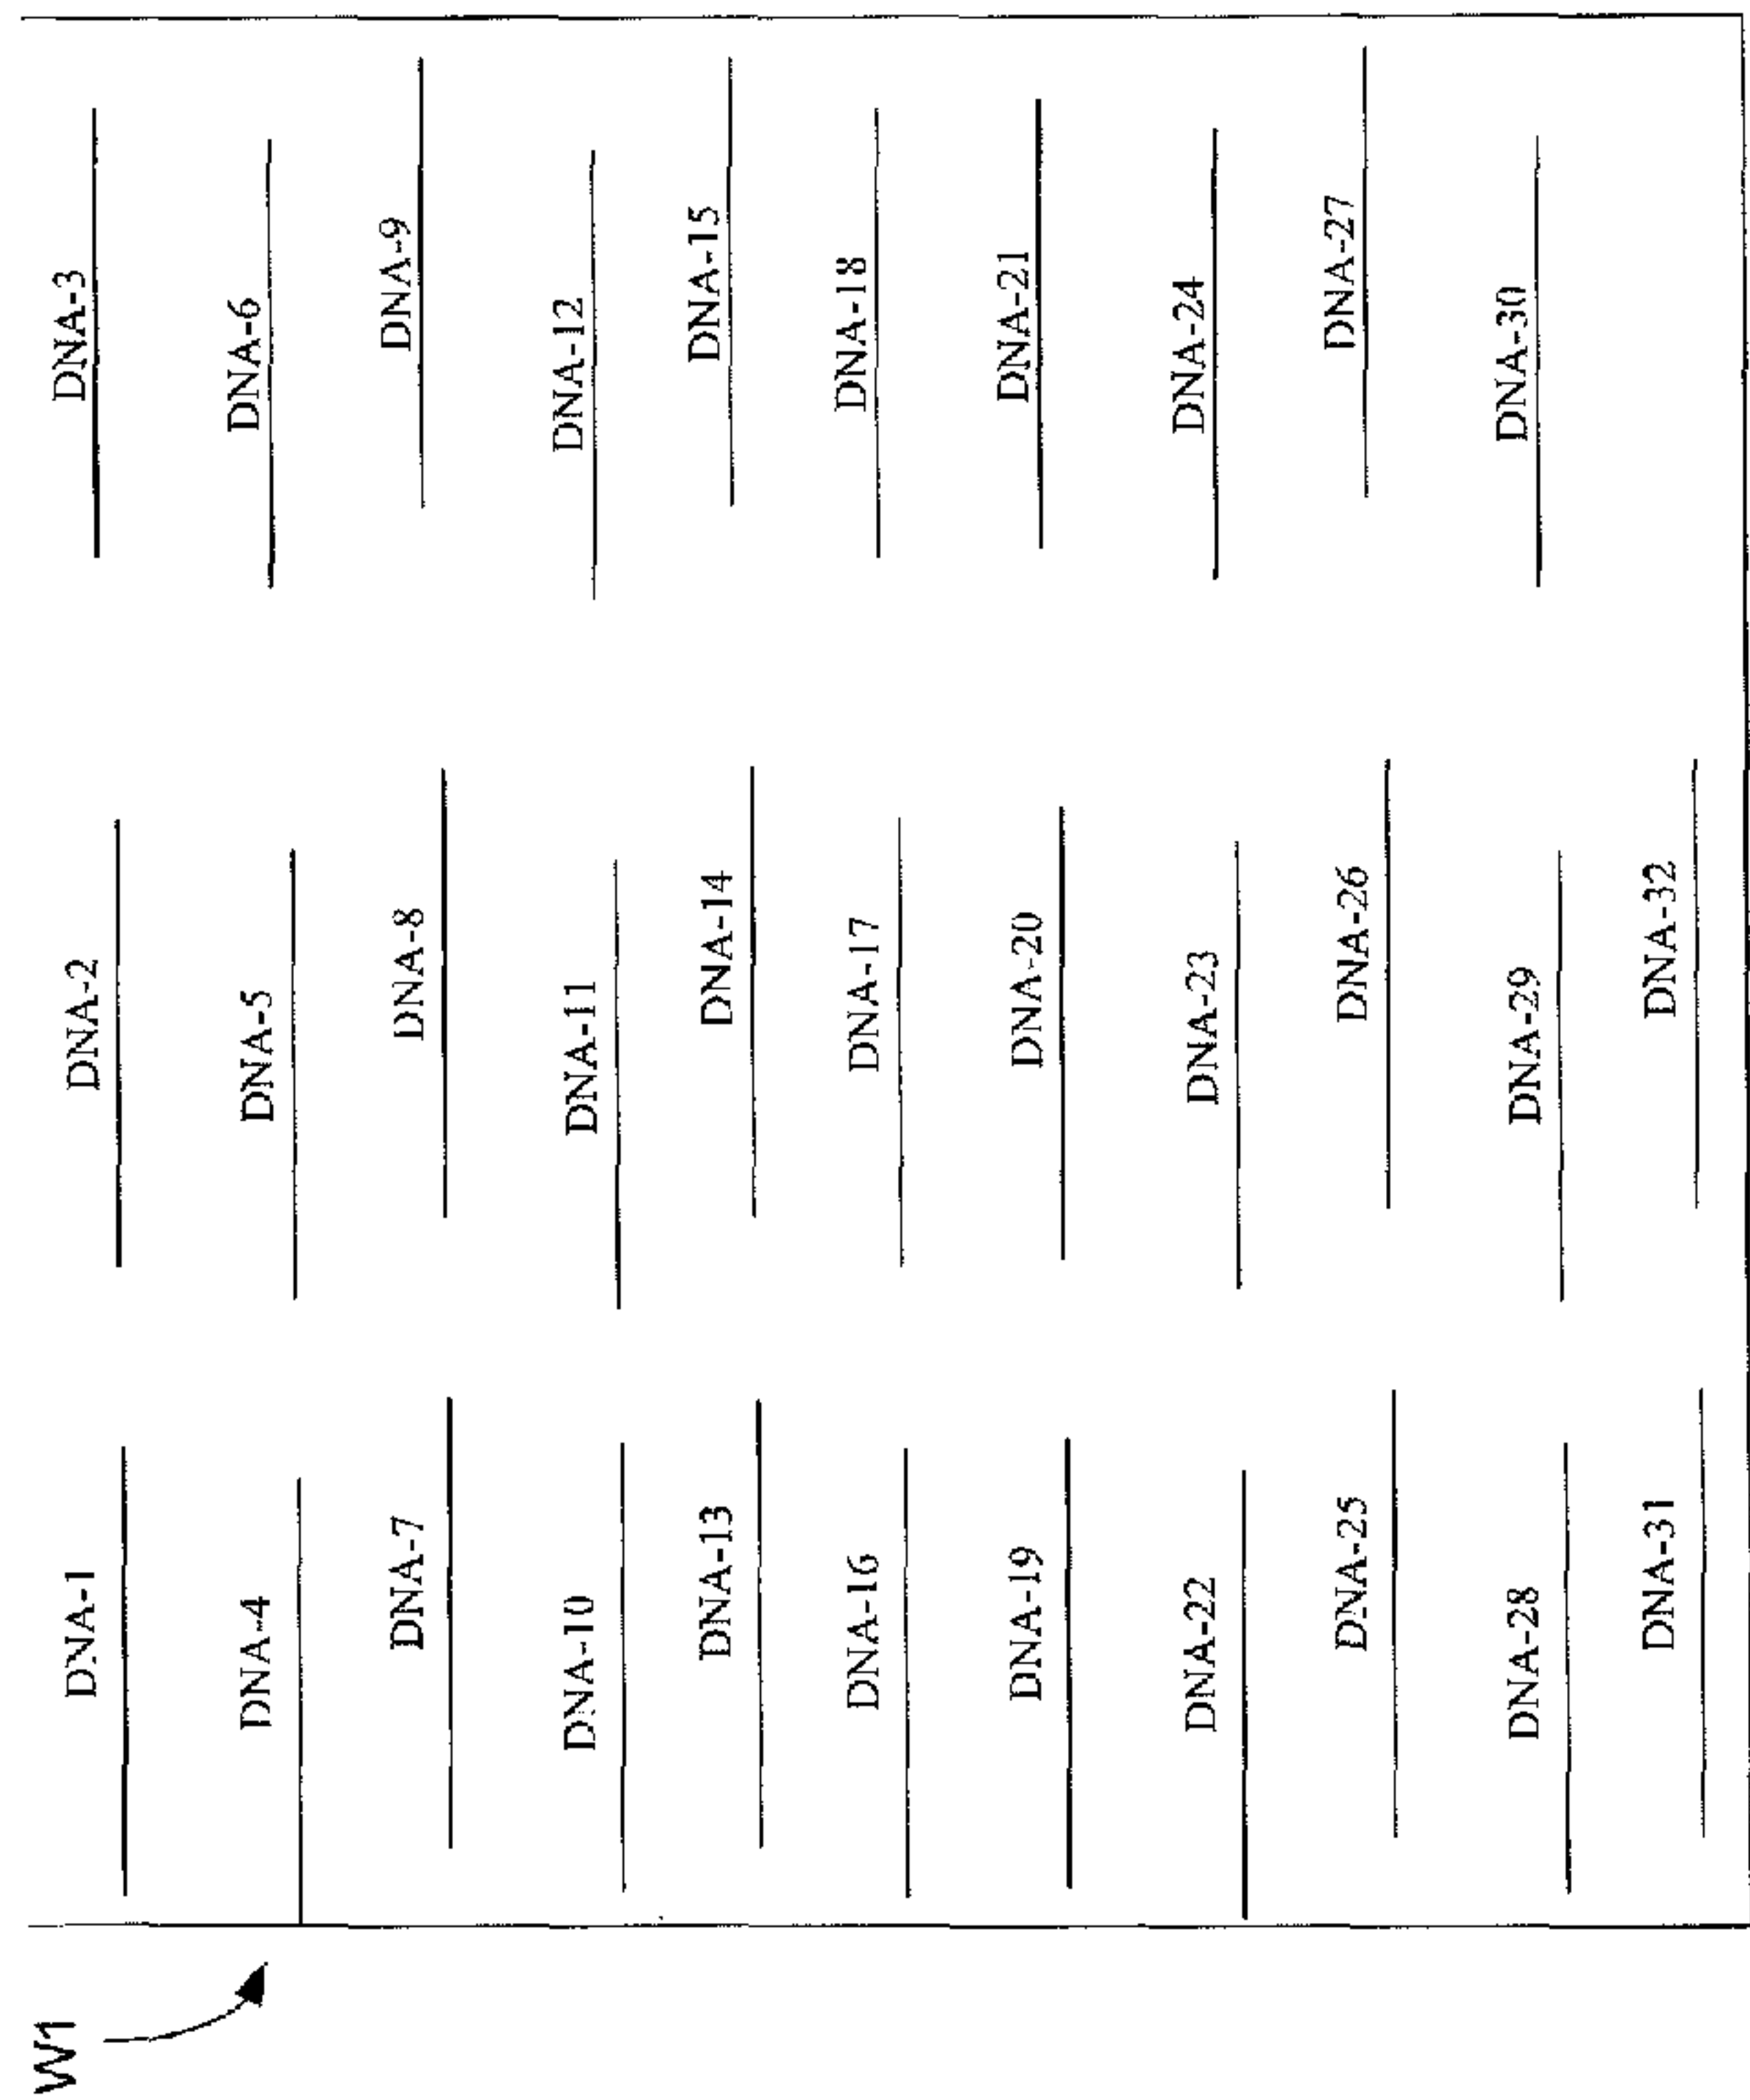 W1
DNA-1 DNA-2 DNA-3
DNA-4 DNA-5 DNA-6
DNA-7 DNA-8 DNA-9
DNA-10 DNA-11 DNA-12
DNA-13 DNA-14 DNA-15
DNA-16 DNA-17 DNA-18
DNA-19 DNA-20 DNA-21
DNA-22 DNA-23 DNA-24
DNA-25 DNA-26 DNA-27
DNA-28 DNA-29 DNA-30
DNA-31 DNA-32